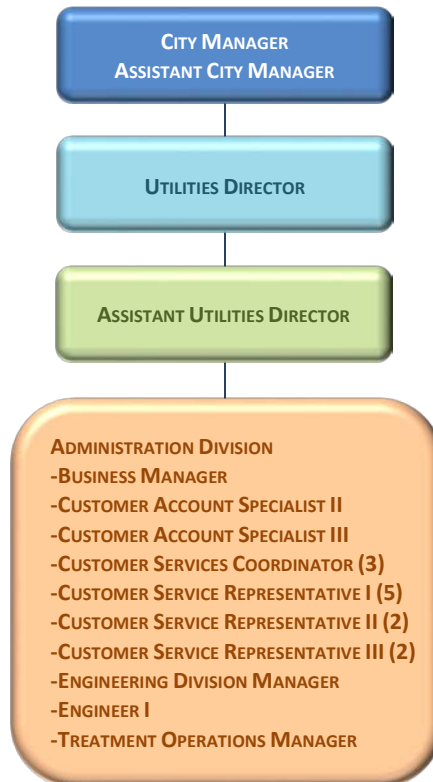 City Manager
Assistant City Manager
Utilities Director
Assistant Utilities Director
Administration Division
-Business Manager
-Customer Account Specialist II
-Customer Account Specialist III
-Customer Services Coordinator (3)
-Customer Service Representative I (5)
-Customer Service Representative II (2)
-Customer Service Representative III (2)
-Engineering Division Manager
-Engineer I
-Treatment Operations Manager